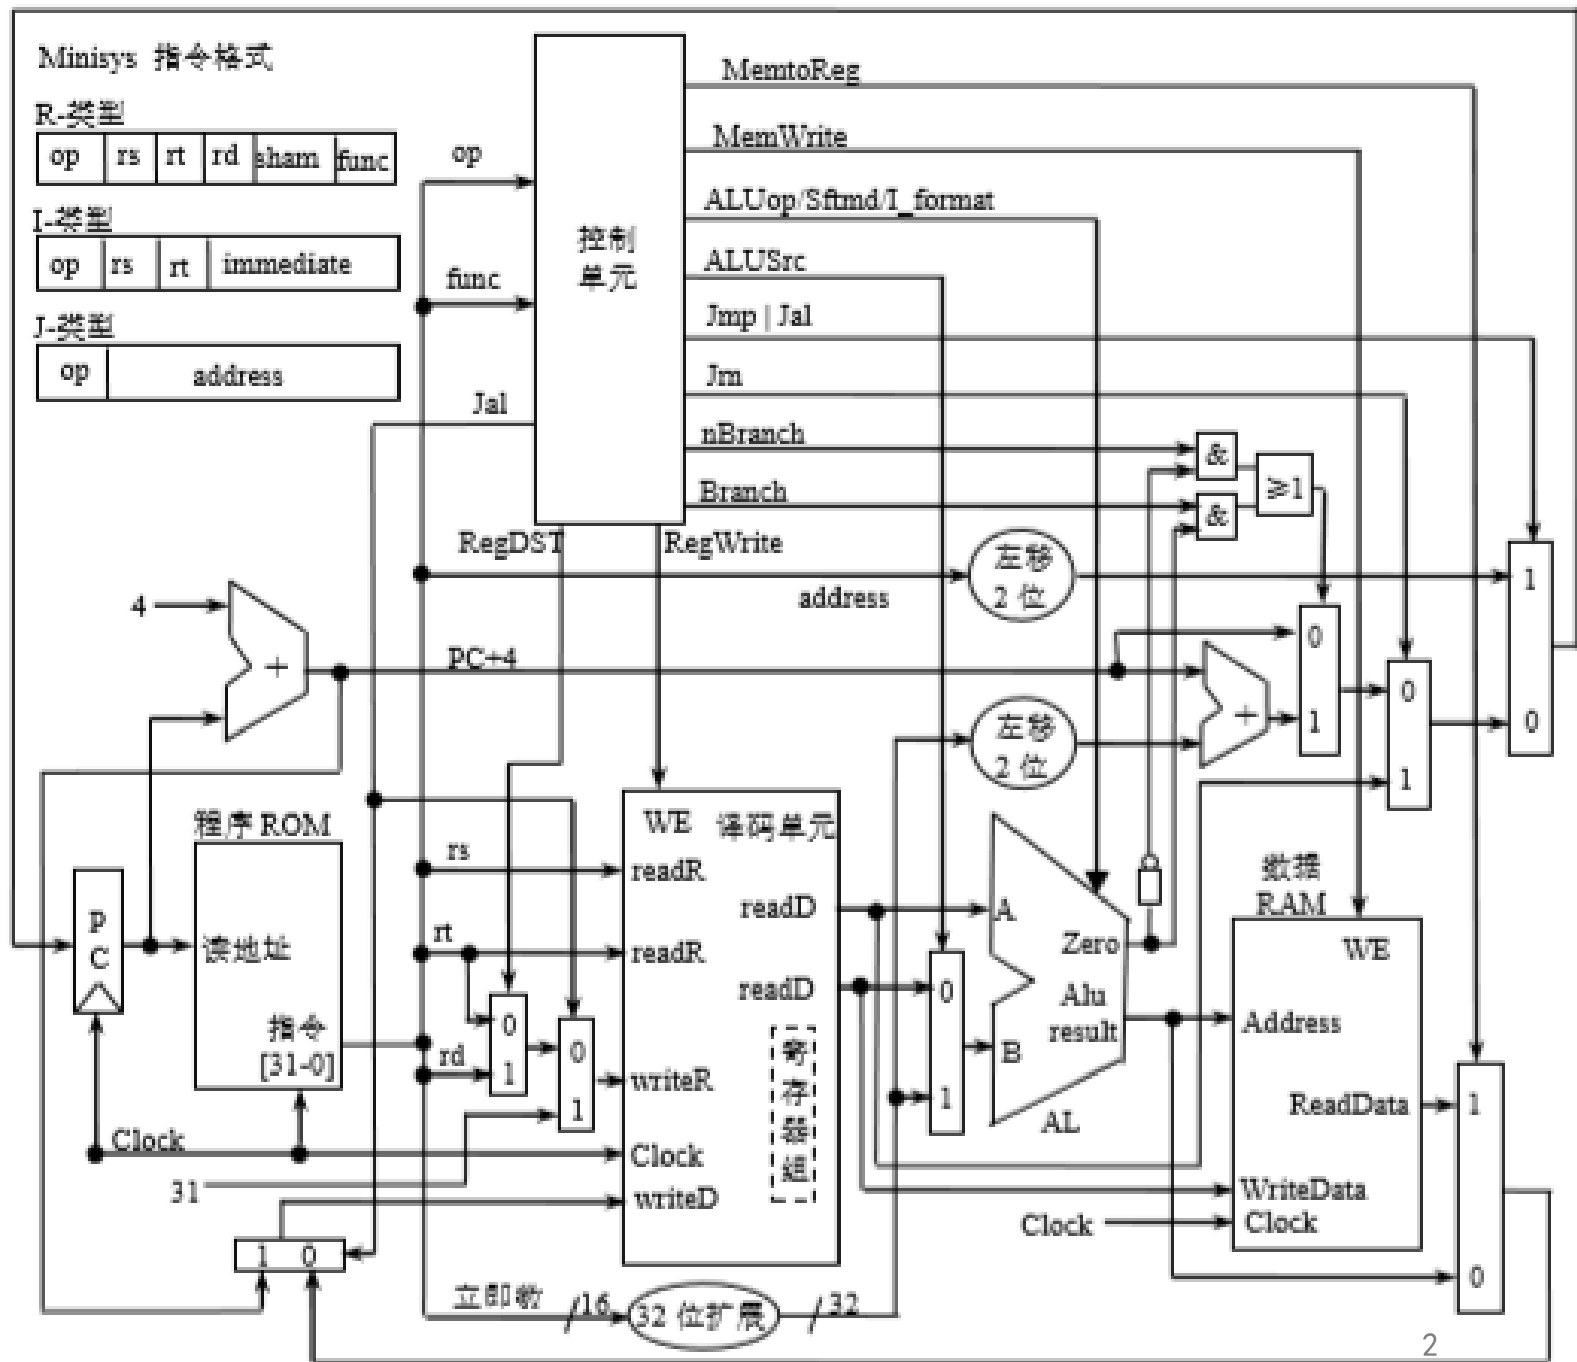 Minisys 指令格式
R-类型
op rs rt rd sham func
I-类型
op rs rt immediate
J-类型
op address
op
func
Jal
控制
单元
MemtoReg
MemWrite
ALUop/Sftmd/I_format
ALUSrc
Jmp | Jal
Jrn
nBranch
Branch
RegDST
RegWrite
&
&
≥1
左移
2 位
address
1
0
4
+
PC+4
左移
2 位
+
0
1
0
1
程序 ROM
读地址
指令
[31-0]
P
C
Clock
31
1 0
rs
rt
rd
0
1
0
1
WE 译码单元
readR
readD
readR
readD
寄
存
器
组
writeR
Clock
writeD
立即数 /16
32 位扩展
/32
0
1
A
B
Zero
Alu
result
AL
数据
RAM
WE
Address
ReadData
WriteData
Clock
Clock
1
0
2